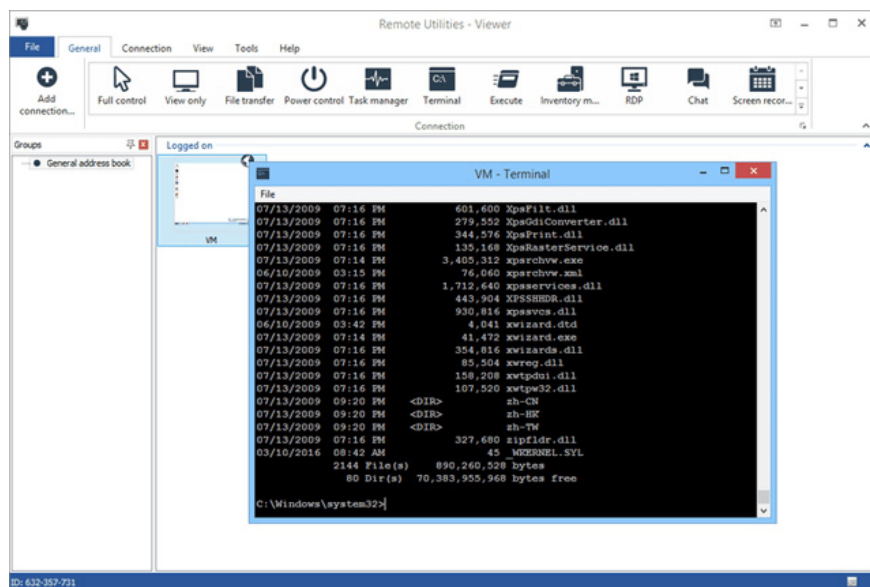 Remote Utilities - Viewer
File General Connection View Tools Help
Add connection...
Full control
View only
File transfer
Power control
Task manager
C:\
Terminal
Execute
Inventory m...
RDP
Chat
Screen recor...
Connection
Groups
Logged on
General address book
VM
VM - Terminal
File
07/13/2009 07:16 PM 601,600 XpsFilt.dll
07/13/2009 07:16 PM 279,552 XpsGdiConverter.dll
07/13/2009 07:16 PM 344,576 XpsPrint.dll
07/13/2009 07:16 PM 135,168 XpsRasterService.dll
07/13/2009 07:14 PM 3,405,312 xpsrchvw.exe
06/10/2009 03:15 PM 76,060 xpsrchvw.xml
07/13/2009 07:16 PM 1,712,640 xpsservices.dll
07/13/2009 07:16 PM 443,904 XPSSHHDR.dll
07/13/2009 07:16 PM 930,816 xpssvcs.dll
06/10/2009 03:42 PM 4,041 xwizard.dtd
07/13/2009 07:14 PM 41,472 xwizard.exe
07/13/2009 07:16 PM 354,816 xwizards.dll
07/13/2009 07:16 PM 85,504 xwreg.dll
07/13/2009 07:16 PM 158,208 xwtpdui.dll
07/13/2009 07:16 PM 107,520 xwtpw32.dll
07/13/2009 09:20 PM <DIR> zh-CN
07/13/2009 09:20 PM <DIR> zh-HK
07/13/2009 09:20 PM <DIR> zh-TW
07/13/2009 07:16 PM 327,680 zipfldr.dll
03/10/2016 08:42 AM 45 _WKERNEL.SYL
2144 File(s) 890,260,528 bytes
80 Dir(s) 70,383,955,968 bytes free
C:\Windows\system32>
ID: 632-357-731